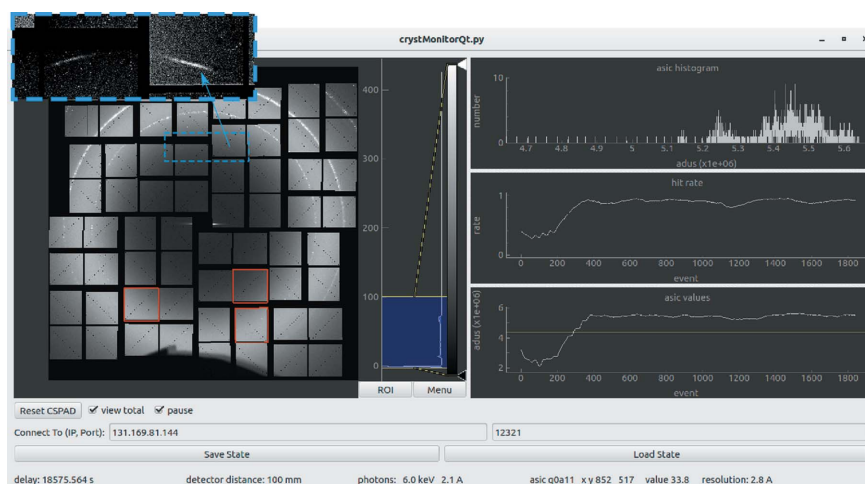 crystMonitorQt.py
400
300
200
100
0
ROI Menu
asic histogram
number
10
0
4.7 4.8 4.9 5 5.1 5.2 5.3 5.4 5.5 5.6
adus (x1e+06)
hit rate
rate
1
0
0 200 400 600 800 1000 1200 1400 1600 1800
event
asic values
adus (x1e+06)
6
4
2
0 200 400 600 800 1000 1200 1400 1600 1800
event
Reset CSPAD view total pause
Connect To (IP, Port): 131.169.81.144 12321
Save State Load State
delay: 18575.564 s detector distance: 100 mm photons: 6.0 keV 2.1 A asic q0a11 x y 852 517 value 33.8 resolution: 2.8 A